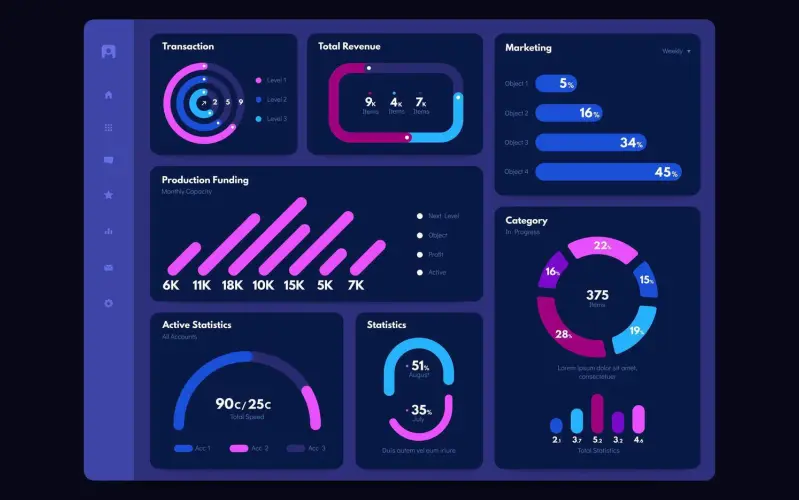 Transaction
Level 1
Level 2
Level 3
2 5 9
Total Revenue
9K 4K 7K
Items Items Items
Marketing
Weekly
Object 1
5%
Object 2
16%
Object 3
34%
Object 4
45%
Production Funding
Monthly Capacity
Next Level
Object
Profit
Active
6K 11K 18K 10K 15K 5K 7K
Category
In Progress
22%
16%
15%
375
Items
28%
19%
Lorem ipsum dolor sit amet,
consectetuer
2.1 3.7 5.2 3.2 4.6
Total Statistics
Active Statistics
All Accounts
90C/25C
Total Speed
Acc 1 Acc 2 Acc 3
Statistics
51%
August
35%
July
Duis autem vel eum iriure